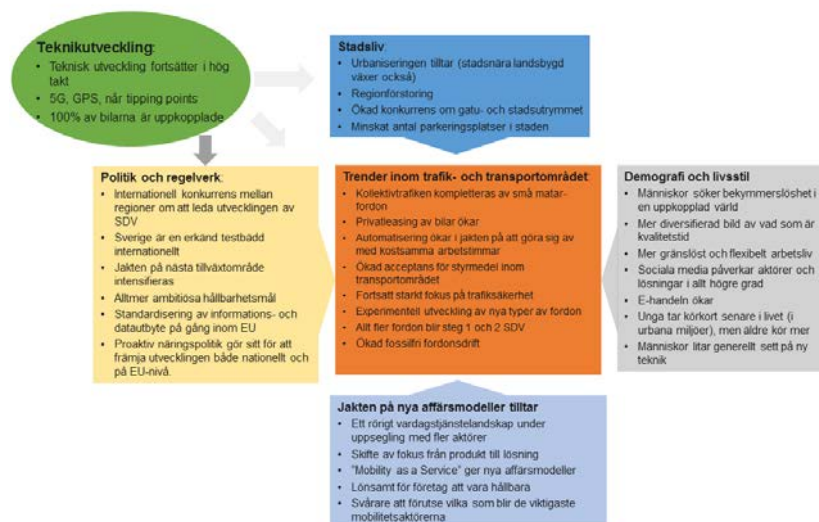 Teknikutveckling:
• Teknisk utveckling fortsätter i hög
takt
• 5G, GPS, når tipping points
• 100% av bilarna är uppkopplade
Stadsliv:
• Urbaniseringen tilltar (stadsnära landsbygd
växer också)
• Regionförstoring
• Ökad konkurrens om gatu- och stadsutrymmet
• Minskat antal parkeringsplatser i staden
Politik och regelverk:
• Internationell konkurrens mellan
regioner om att leda utvecklingen av
SDV
• Sverige är en erkänd testbädd
internationellt
• Jakten på nästa tillväxtområde
intensifieras
• Alltmer ambitiösa hållbarhetsmål
• Standardisering av informations- och
datautbyte på gång inom EU
• Proaktiv näringspolitik gör sitt för att
främja utvecklingen både nationellt och
på EU-nivå.
Trender inom trafik- och transportområdet:
• Kollektivtrafiken kompletteras av små matar-
fordon
• Privatleasing av bilar ökar
• Automatisering ökar i jakten på att göra sig av
med kostsamma arbetstimmar
• Ökad acceptans för styrmedel inom
transportområdet
• Fortsatt starkt fokus på trafiksäkerhet
• Experimentell utveckling av nya typer av fordon
• Allt fler fordon blir steg 1 och 2 SDV
• Ökad fossilfri fordonsdrift
Demografi och livsstil
• Människor söker bekymmerslöshet i
en uppkopplad värld
• Mer diversifierad bild av vad som är
kvalitetstid
• Mer gränslöst och flexibelt arbetsliv
• Sociala media påverkar aktörer och
lösningar i allt högre grad
• E-handeln ökar
• Unga tar körkort senare i livet (i
urbana miljöer), men äldre kör mer
• Människor litar generellt sett på ny
teknik
Jakten på nya affärsmodeller tilltar
• Ett rörigt vardagstjänstelandskap under
uppsegling med fler aktörer
• Skifte av fokus från produkt till lösning
• ”Mobility as a Service” ger nya affärsmodeller
• Lönsamt för företag att vara hållbara
• Svårare att förutse vilka som blir de viktigaste
mobilitetsaktörerna